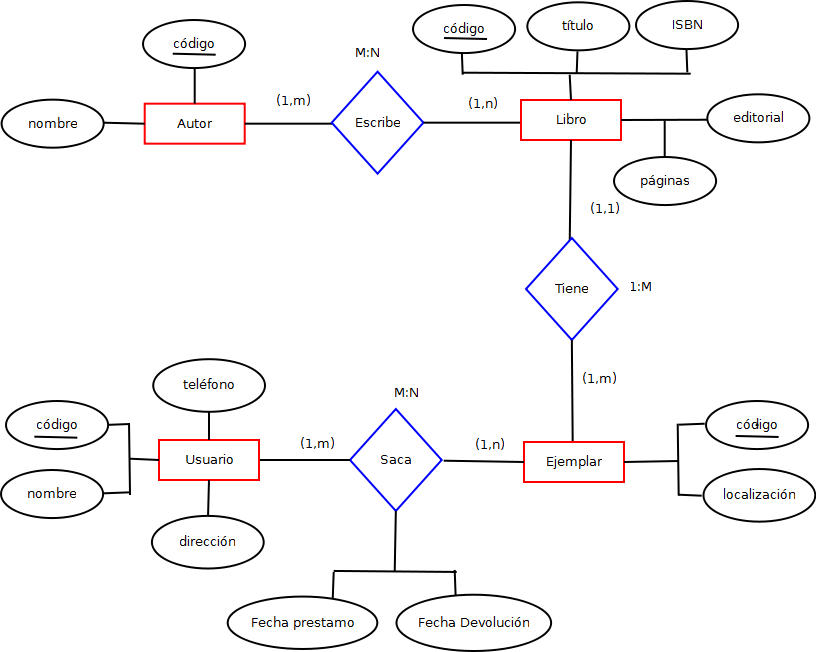 código
título
ISBN
código
M:N
nombre
Autor
(1,m)
Escribe
(1,n)
Libro
editorial
páginas
(1,1)
Tiene
1:M
(1,m)
teléfono
M:N
código
código
Usuario
(1,m)
Saca
(1,n)
Ejemplar
nombre
localización
dirección
Fecha prestamo
Fecha Devolución